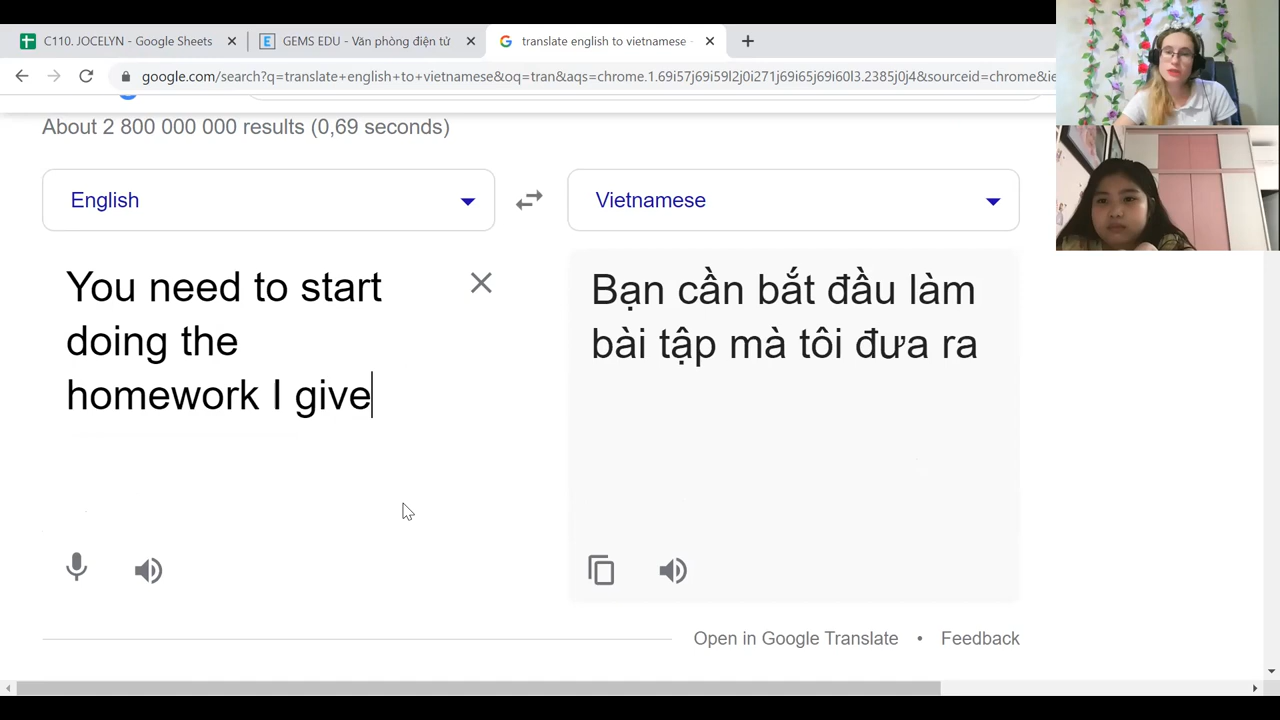 C110. JOCELYN - Google Sheets
GEMS EDU - Văn phòng điện tử
translate english to vietnamese -
google.com/search?q=translate+english+to+vietnamese&oq=tran&aqs=chrome.1.69i57j69i59l2j0i271j69i65j69i60l3.2385j0j4&sourceid=chrome&ie
About 2 800 000 000 results (0,69 seconds)
English
Vietnamese
You need to start
doing the
homework I give
Bạn cần bắt đầu làm
bài tập mà tôi đưa ra
Open in Google Translate • Feedback